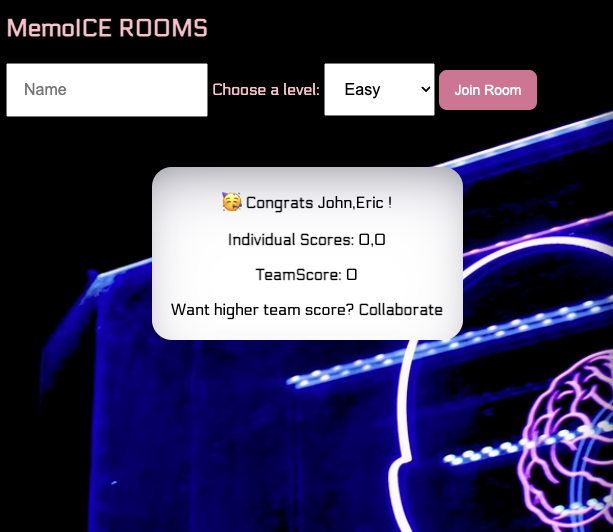 MemoICE ROOMS
Name Choose a level: Easy Join Room
🥳 Congrats John,Eric !
Individual Scores: 0,0
TeamScore: 0
Want higher team score? Collaborate